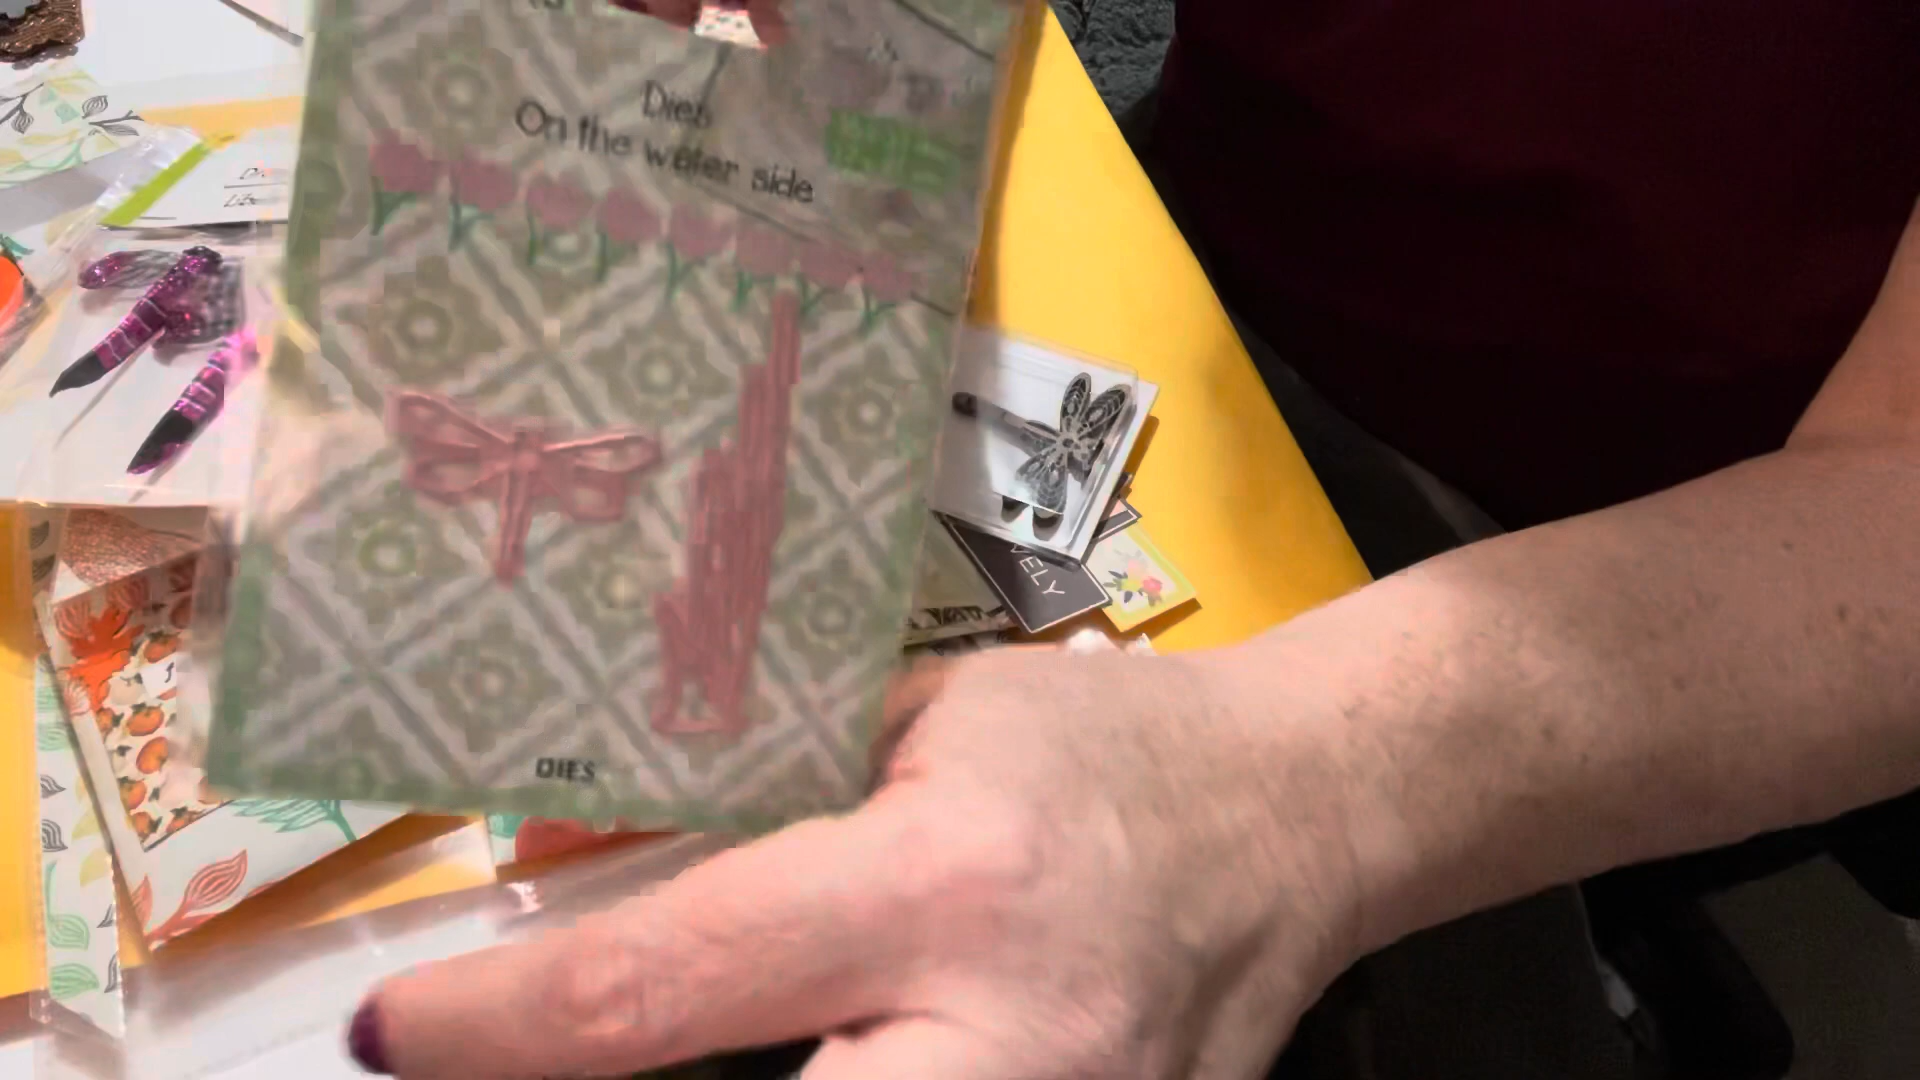 Dies
On the water side
DIES
VELY